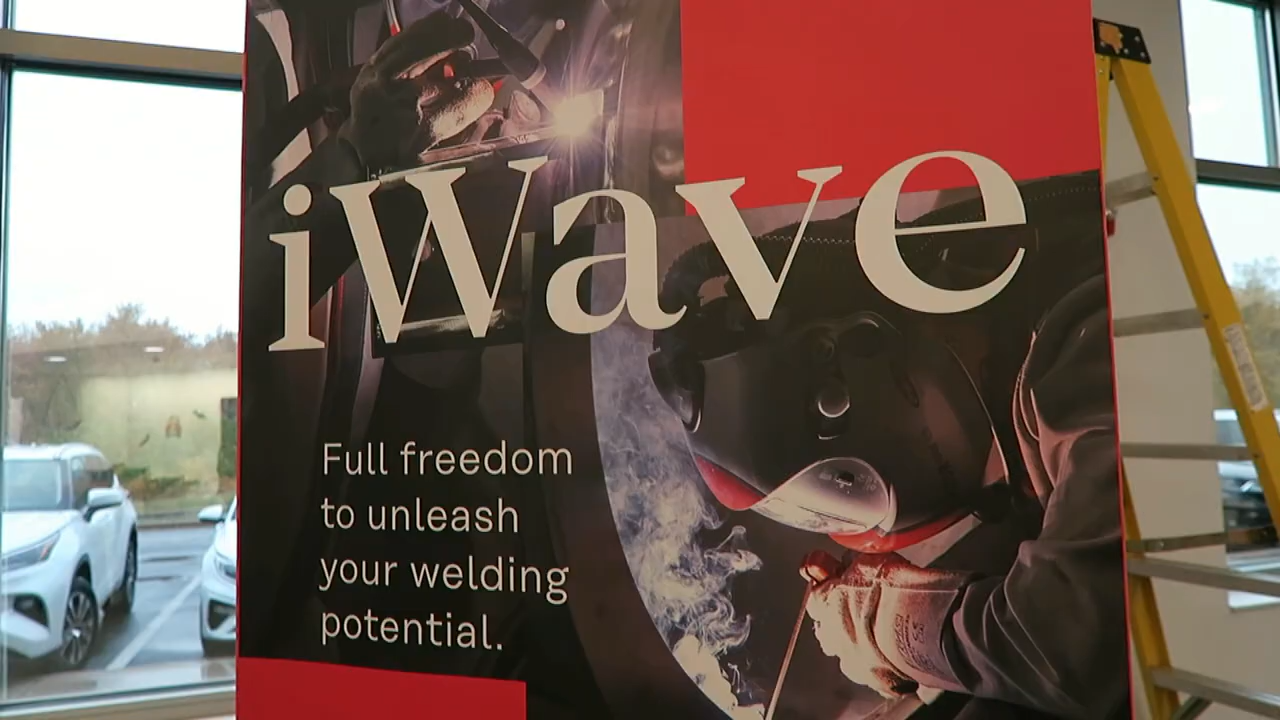 iWave
Full freedom
to unleash
your welding
potential.